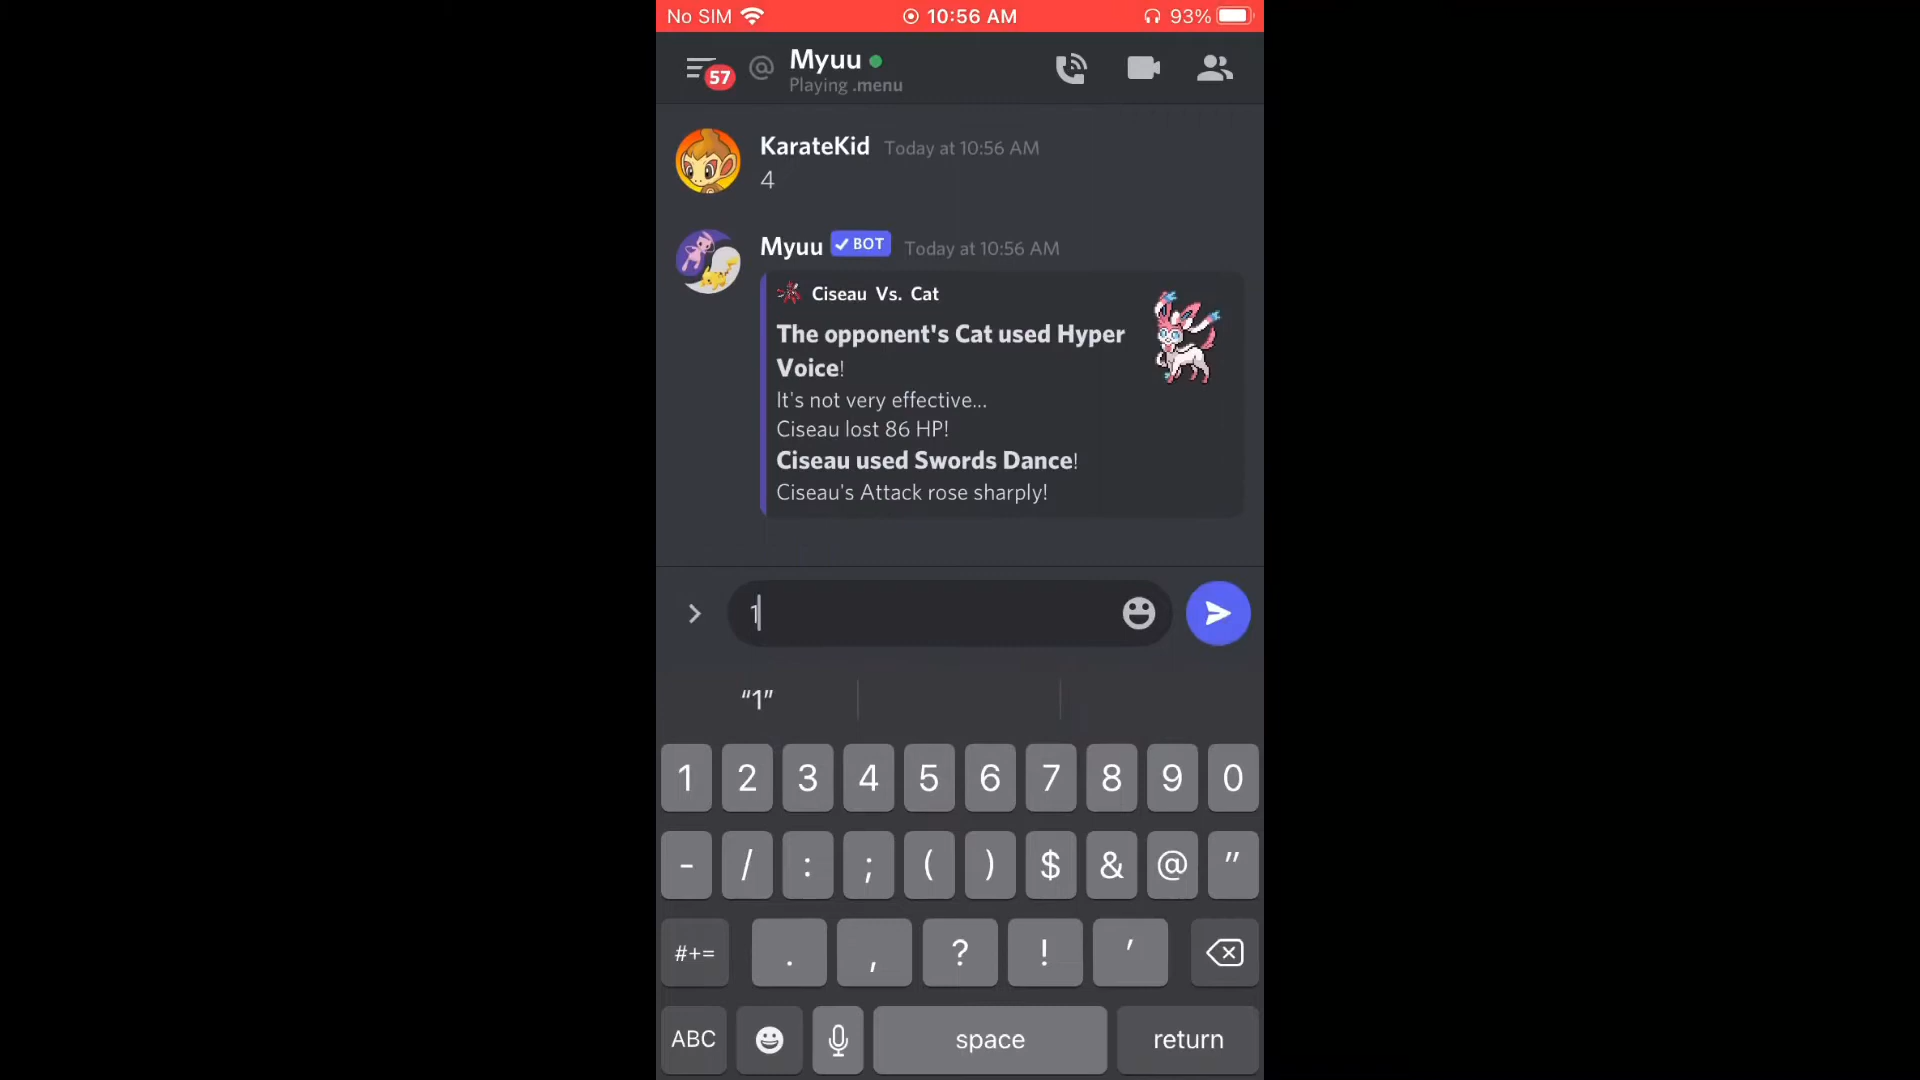 No SIM 10:56 AM 93%
57 @ Myuu
Playing .menu
KarateKid Today at 10:56 AM
4
Myuu ✓ BOT Today at 10:56 AM
Ciseau Vs. Cat
The opponent's Cat used Hyper
Voice!
It's not very effective...
Ciseau lost 86 HP!
Ciseau used Swords Dance!
Ciseau's Attack rose sharply!
1
“1”
1 2 3 4 5 6 7 8 9 0
- / : ; ( ) $ & @ "
#+= . , ? ! '
ABC space return